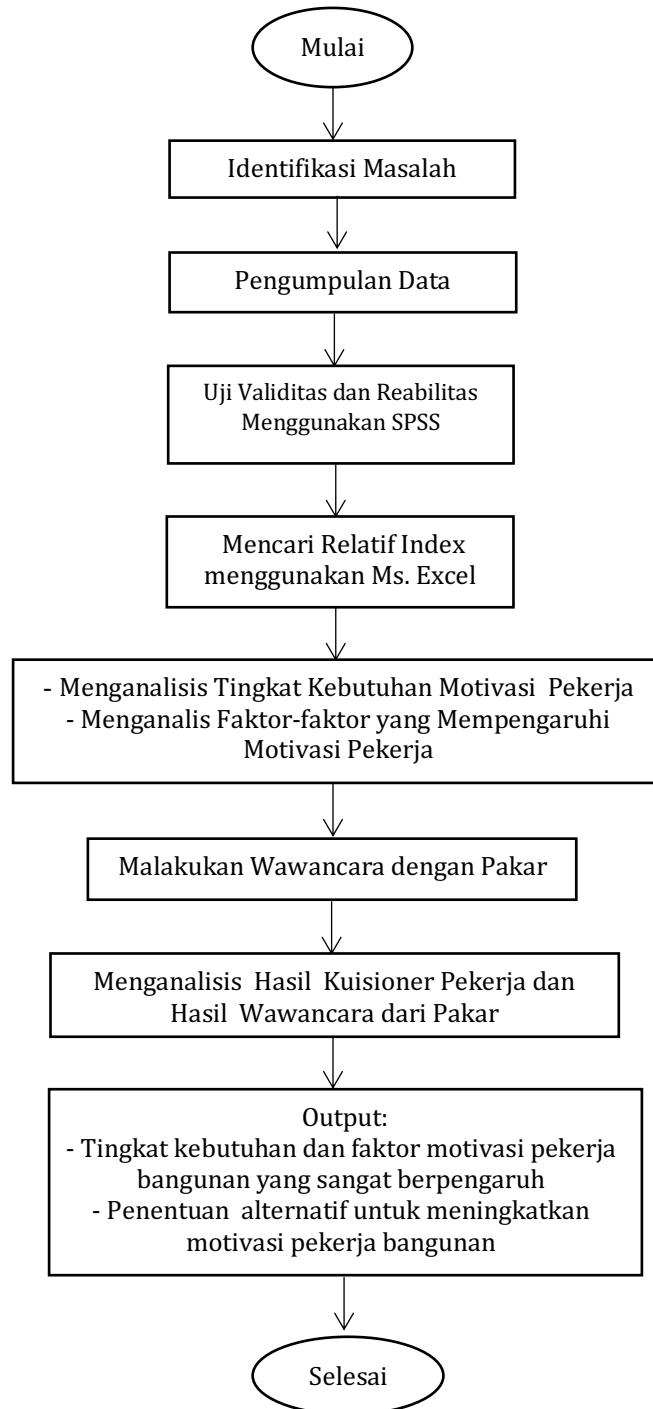 Mulai
Identifikasi Masalah
Pengumpulan Data
Uji Validitas dan Reabilitas
Menggunakan SPSS
Mencari Relatif Index
menggunakan Ms. Excel
- Menganalisis Tingkat Kebutuhan Motivasi Pekerja
- Menganalis Faktor-faktor yang Mempengaruhi
Motivasi Pekerja
Malakukan Wawancara dengan Pakar
Menganalisis Hasil Kuisioner Pekerja dan
Hasil Wawancara dari Pakar
Output:
- Tingkat kebutuhan dan faktor motivasi pekerja
bangunan yang sangat berpengaruh
- Penentuan alternatif untuk meningkatkan
motivasi pekerja bangunan
Selesai